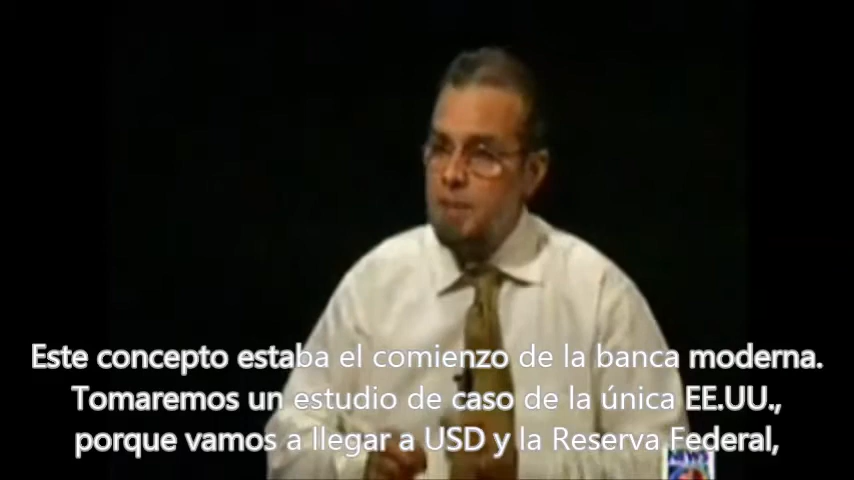 Este concepto estaba el comienzo de la banca moderna.
Tomaremos un estudio de caso de la única EE.UU.,
porque vamos a llegar a USD y la Reserva Federal,
NEWS